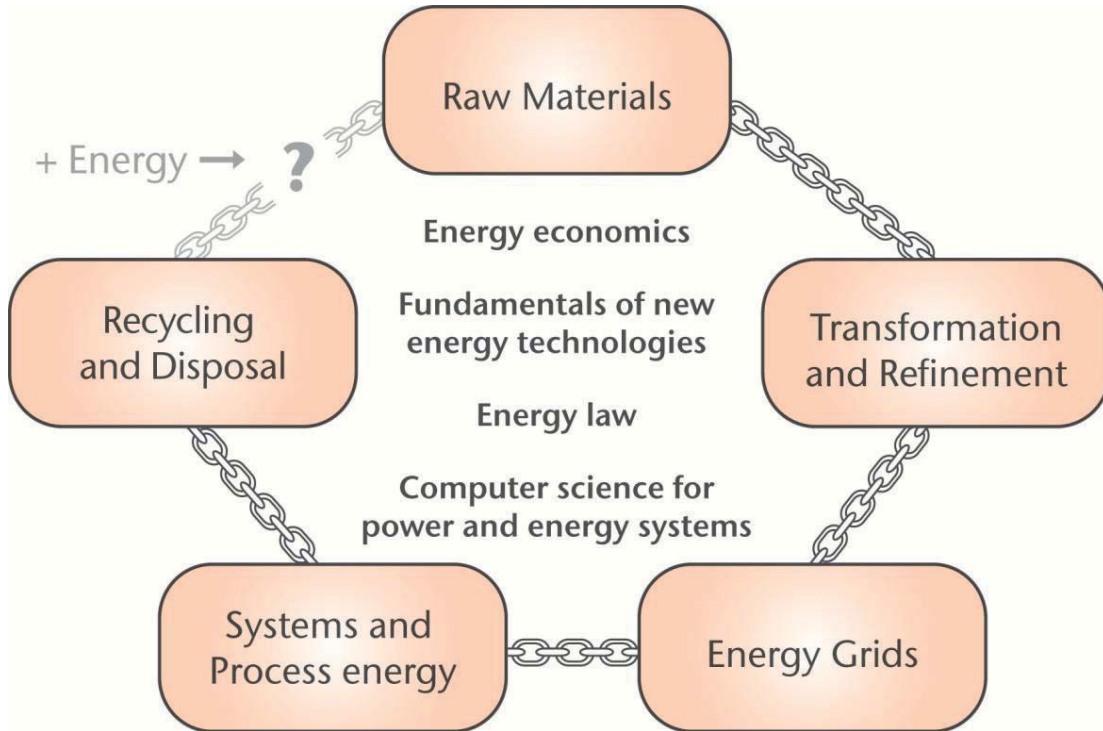 Raw Materials
+ Energy → ?
Energy economics
Recycling
and Disposal
Fundamentals of new
energy technologies
Transformation
and Refinement
Energy law
Computer science for
power and energy systems
Systems and
Process energy
Energy Grids